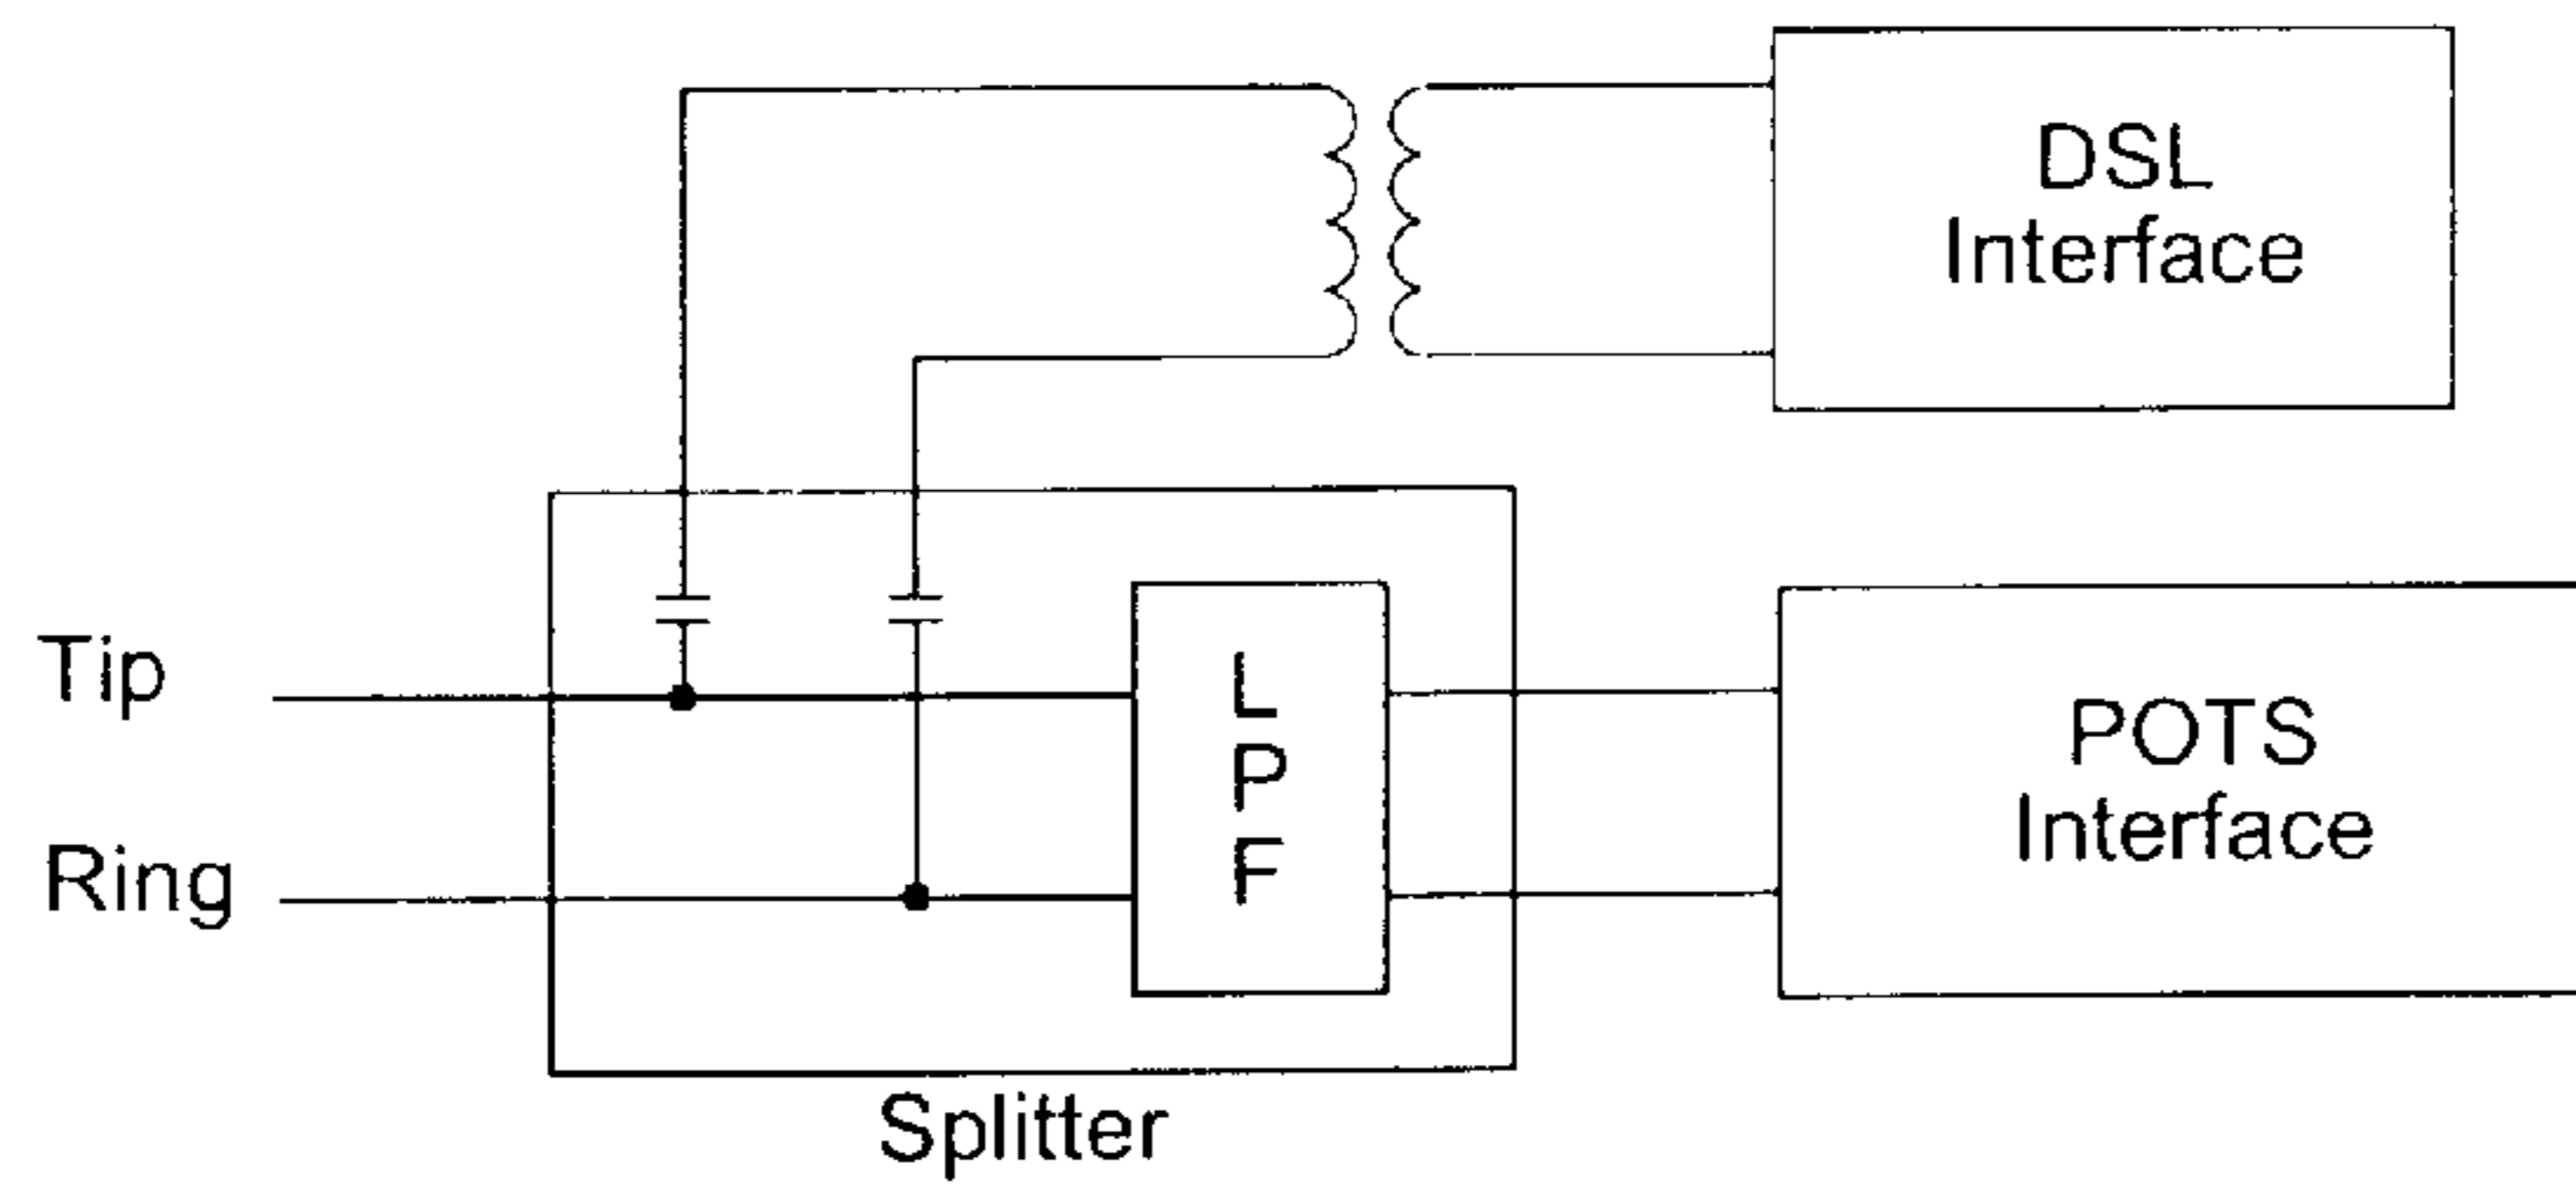 DSL
Interface
Tip
Ring
L
P
F
POTS
Interface
Splitter